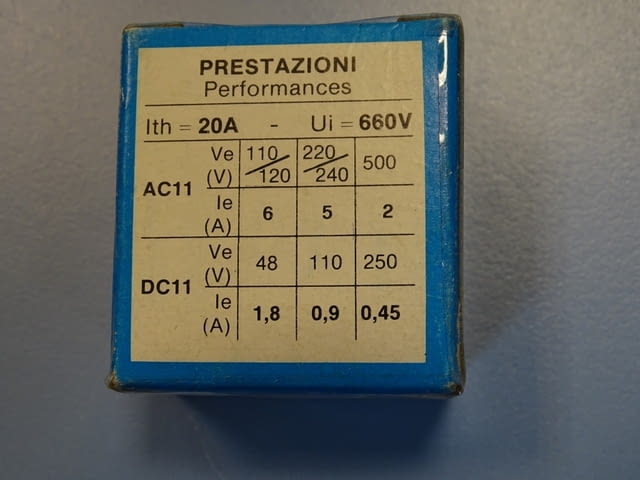 PRESTAZIONI
Performances
Ith = 20A - Ui = 660V
AC11 Ve (V) 110/120 220/240 500
Ie (A) 6 5 2
DC11 Ve (V) 48 110 250
Ie (A) 1,8 0,9 0,45